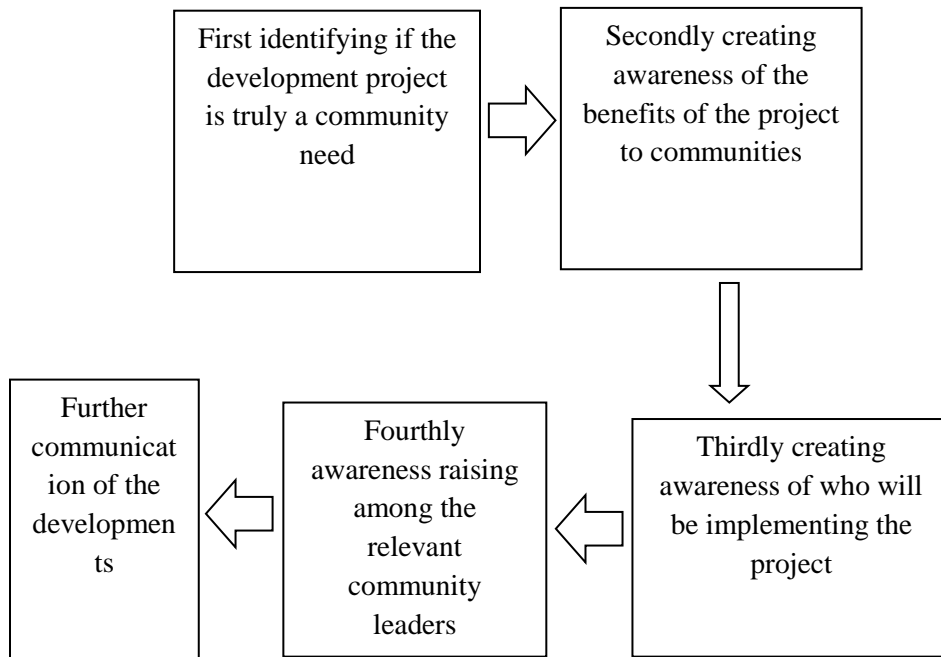 First identifying if the
development project
is truly a community
need
Secondly creating
awareness of the
benefits of the project
to communities
Thirdly creating
awareness of who will
be implementing the
project
Fourthly
awareness raising
among the
relevant
community
leaders
Further
communicat
ion of the
developmen
ts